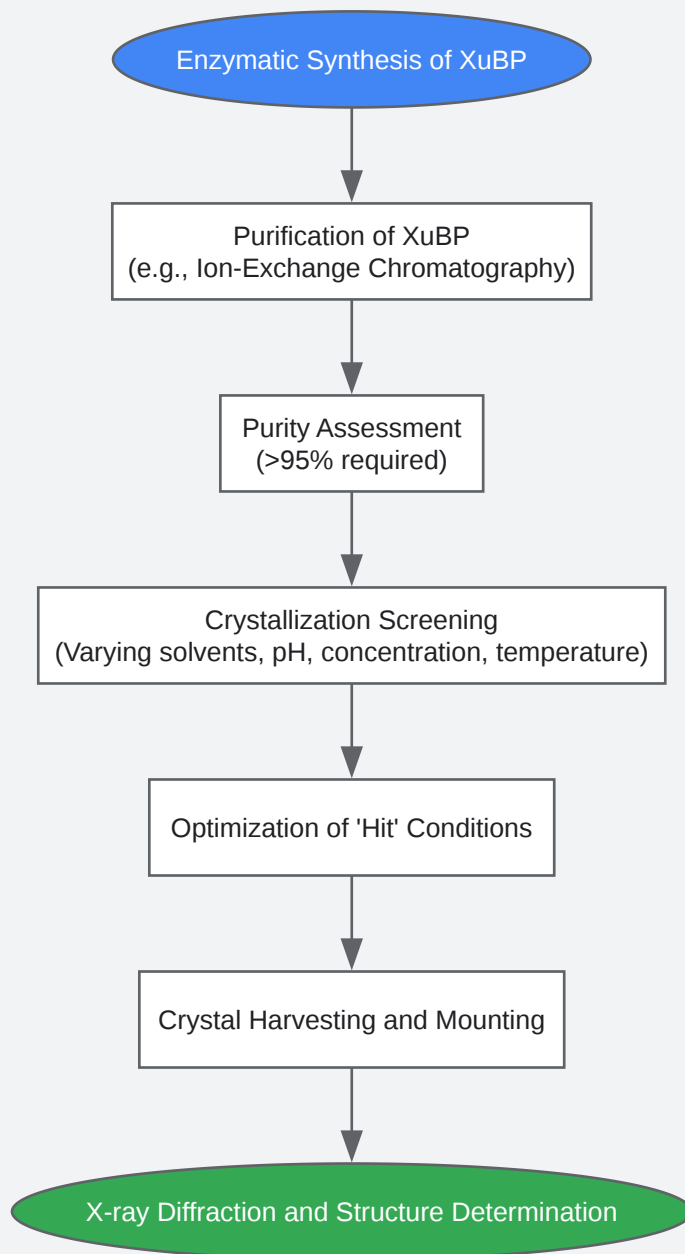 Enzymatic Synthesis of XuBP
Purification of XuBP
(e.g., Ion-Exchange Chromatography)
Purity Assessment
(>95% required)
Crystallization Screening
(Varying solvents, pH, concentration, temperature)
Optimization of 'Hit' Conditions
Crystal Harvesting and Mounting
X-ray Diffraction and Structure Determination